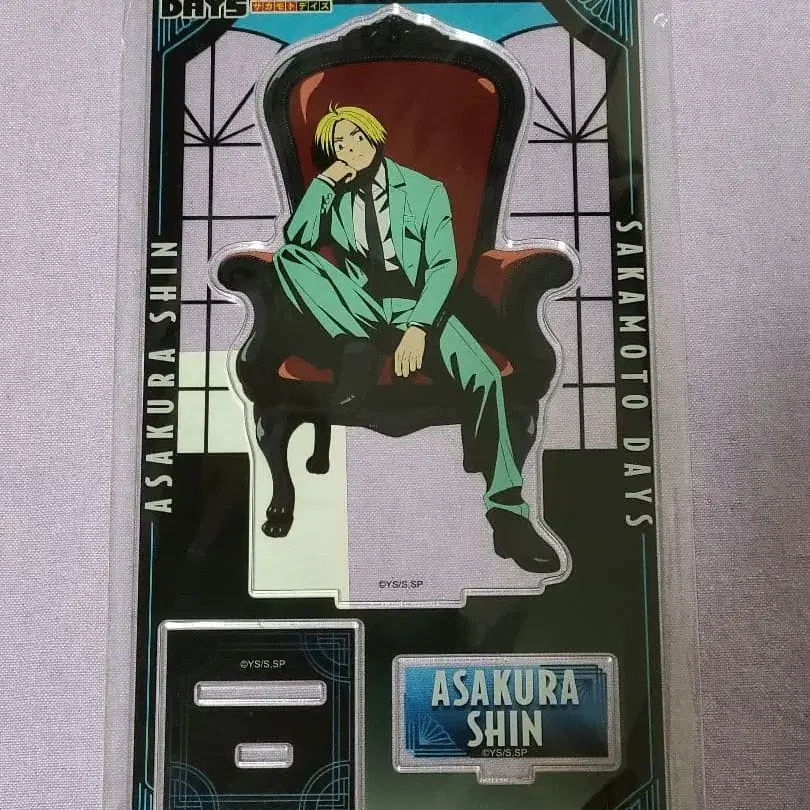 DAYS サカモトデイズ
ASAKURA SHIN
SAKAMOTO DAYS
©YS/S,SP
©YS/S,SP
ASAKURA
SHIN
©YS/S,SP